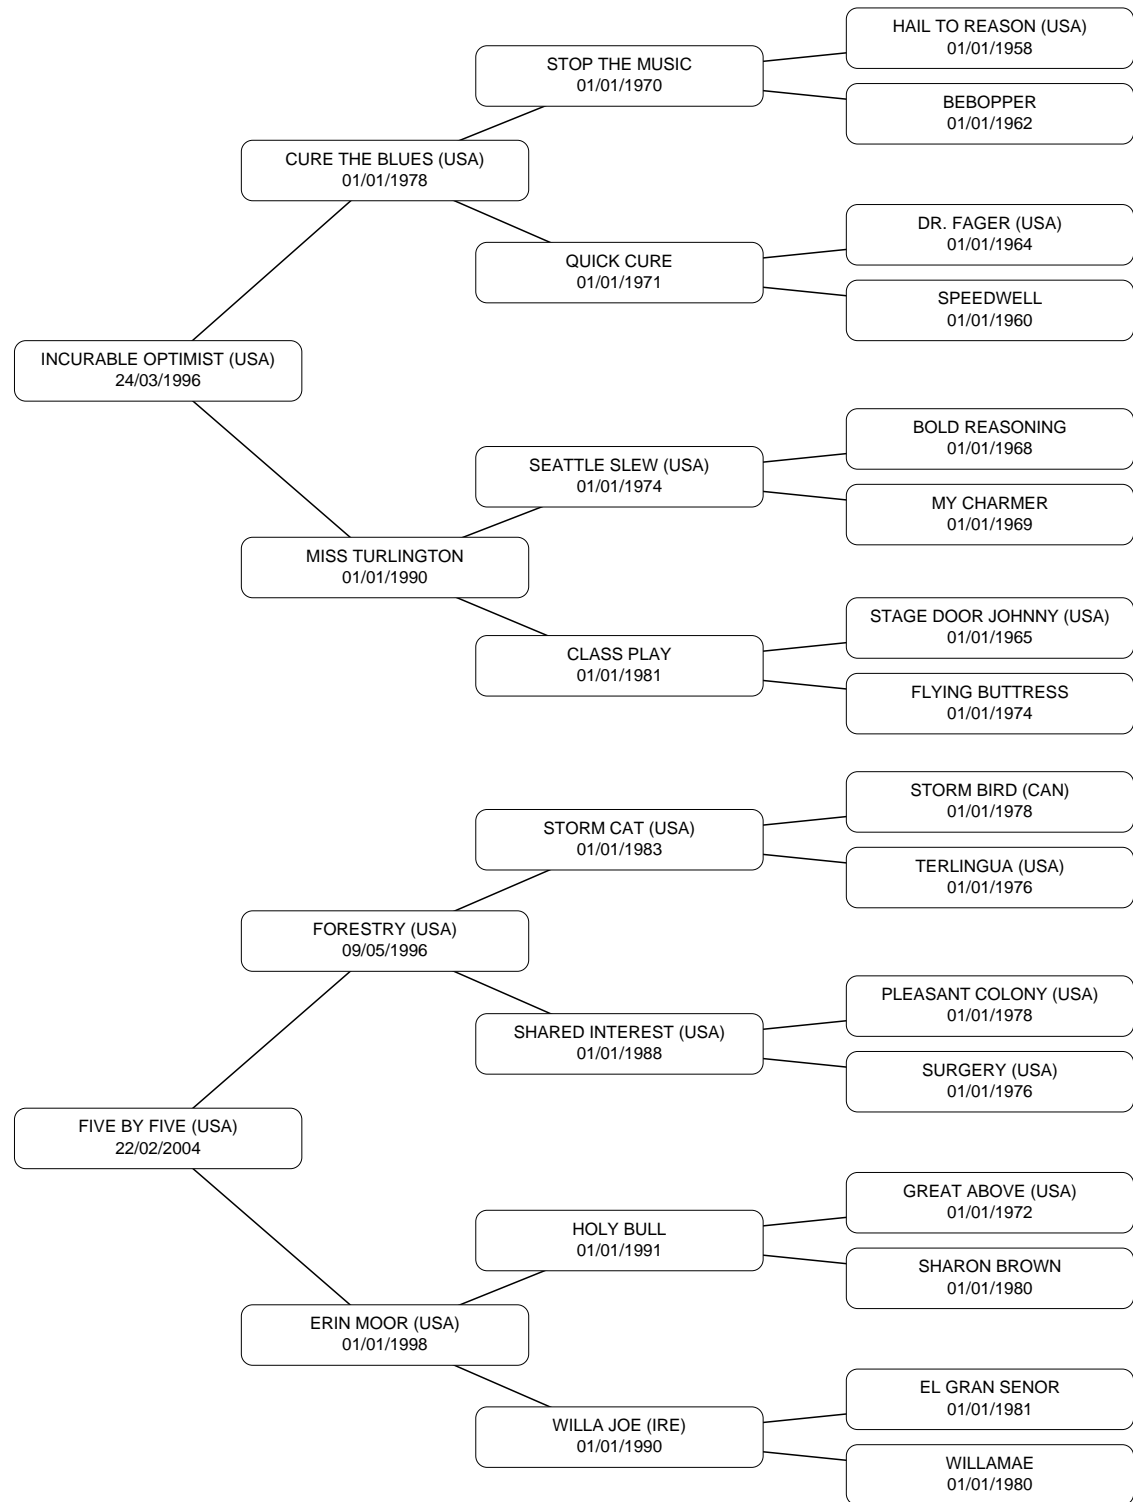 HAIL TO REASON (USA)
01/01/1958
STOP THE MUSIC
01/01/1970
BEBOPPER
01/01/1962
CURE THE BLUES (USA)
01/01/1978
DR. FAGER (USA)
01/01/1964
QUICK CURE
01/01/1971
SPEEDWELL
01/01/1960
INCURABLE OPTIMIST (USA)
24/03/1996
BOLD REASONING
01/01/1968
SEATTLE SLEW (USA)
01/01/1974
MY CHARMER
01/01/1969
MISS TURLINGTON
01/01/1990
STAGE DOOR JOHNNY (USA)
01/01/1965
CLASS PLAY
01/01/1981
FLYING BUTTRESS
01/01/1974
STORM BIRD (CAN)
01/01/1978
STORM CAT (USA)
01/01/1983
TERLINGUA (USA)
01/01/1976
FORESTRY (USA)
09/05/1996
PLEASANT COLONY (USA)
01/01/1978
SHARED INTEREST (USA)
01/01/1988
SURGERY (USA)
01/01/1976
FIVE BY FIVE (USA)
22/02/2004
GREAT ABOVE (USA)
01/01/1972
HOLY BULL
01/01/1991
SHARON BROWN
01/01/1980
ERIN MOOR (USA)
01/01/1998
EL GRAN SENOR
01/01/1981
WILLA JOE (IRE)
01/01/1990
WILLAMAE
01/01/1980